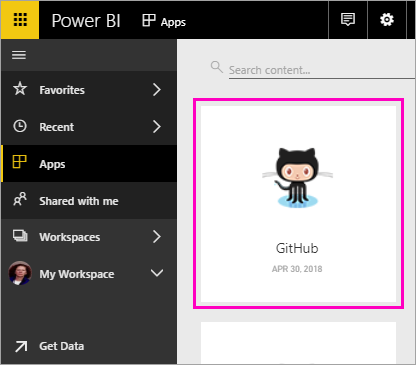 Power BI Apps
Search content...
Favorites
Recent
Apps
Shared with me
Workspaces
My Workspace
Get Data
GitHub
APR 30, 2018